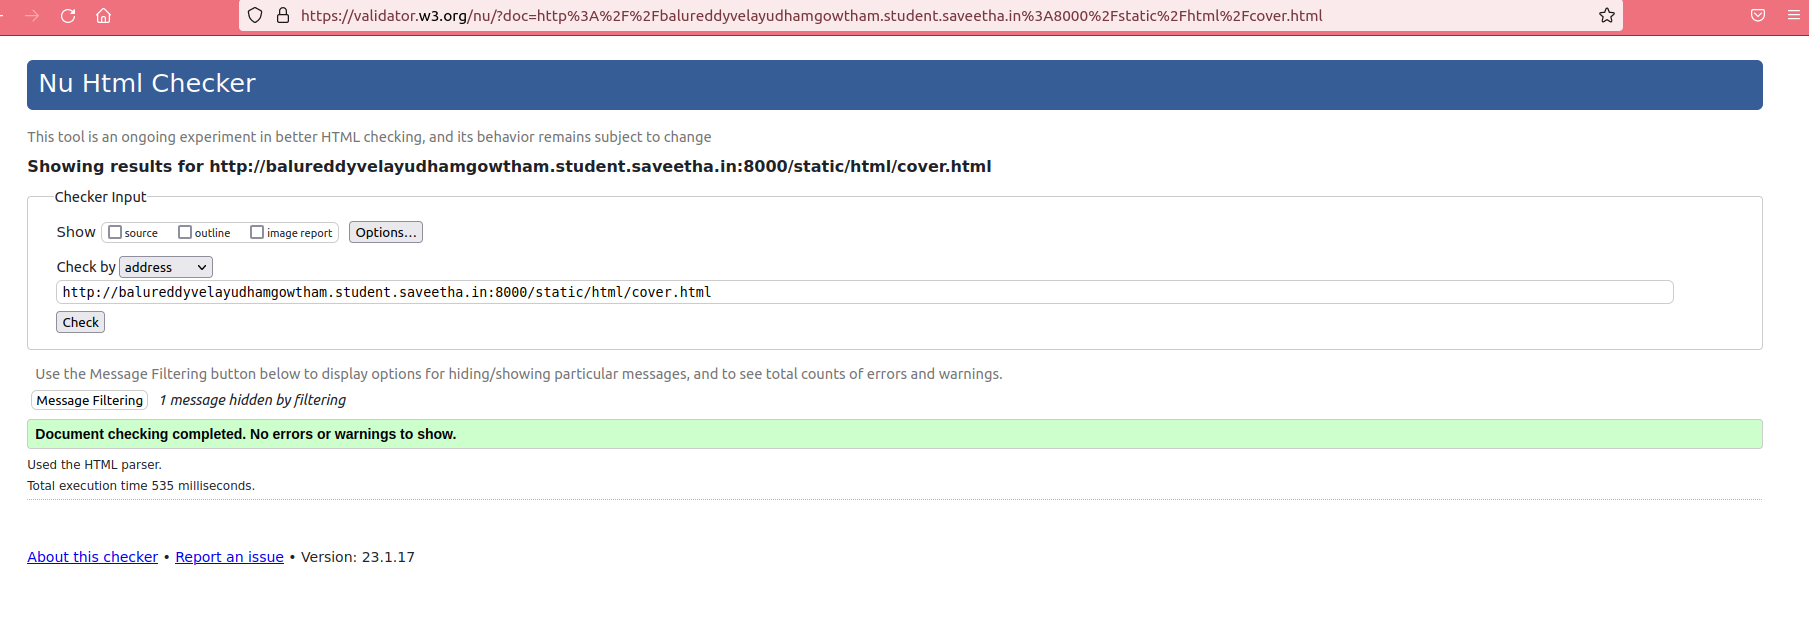 https://validator.w3.org/nu/?doc=http%3A%2F%2Fbalureddyvelayudhamgowtham.student.saveetha.in%3A8000%2Fstatic%2Fhtml%2Fcover.html
Nu Html Checker
This tool is an ongoing experiment in better HTML checking, and its behavior remains subject to change
Showing results for http://balureddyvelayudhamgowtham.student.saveetha.in:8000/static/html/cover.html
Checker Input
Show source outline image report Options...
Check by address
http://balureddyvelayudhamgowtham.student.saveetha.in:8000/static/html/cover.html
Check
Use the Message Filtering button below to display options for hiding/showing particular messages, and to see total counts of errors and warnings.
Message Filtering 1 message hidden by filtering
Document checking completed. No errors or warnings to show.
Used the HTML parser.
Total execution time 535 milliseconds.
About this checker • Report an issue • Version: 23.1.17